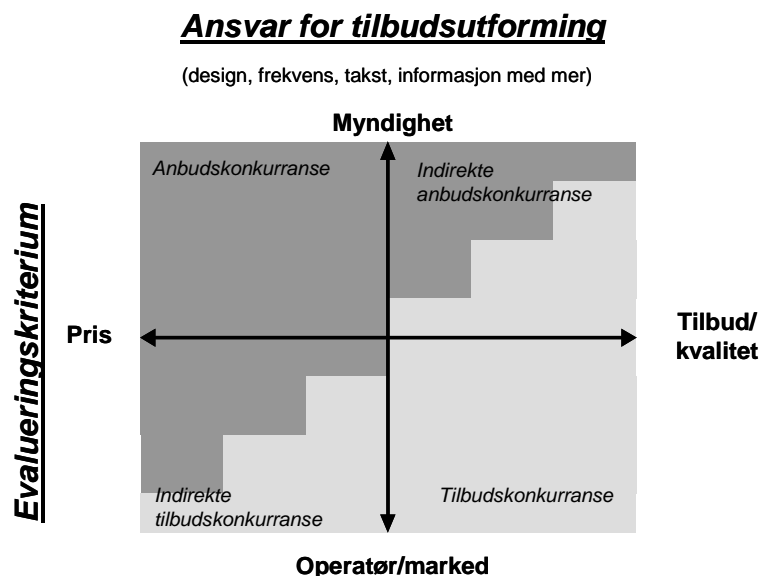 Ansvar for tilbudsutforming
(design, frekvens, takst, informasjon med mer)
Myndighet
Anbudskonkurranse
Indirekte
anbudskonkurranse
Evalueringskriterium
Pris
Tilbud/
kvalitet
Indirekte
tilbudskonkurranse
Tilbudskonkurranse
Operatør/marked